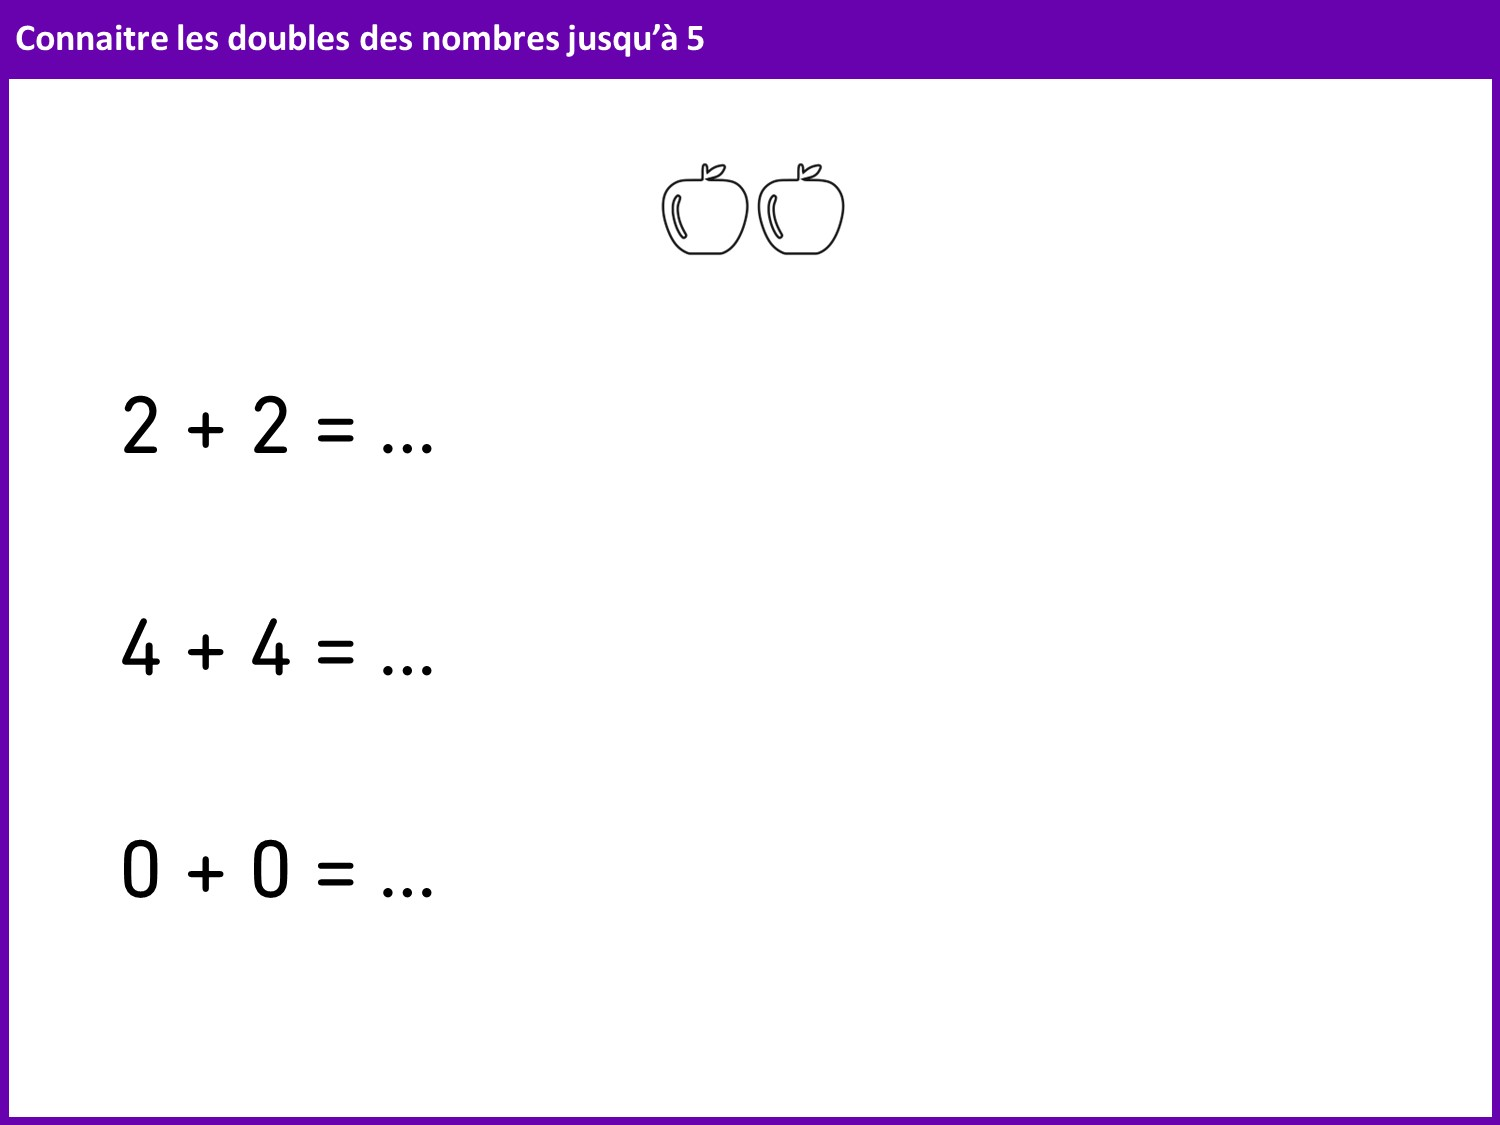 Connaitre les doubles des nombres jusqu’à 5
2 + 2 = ...
4 + 4 = ...
0 + 0 = ...